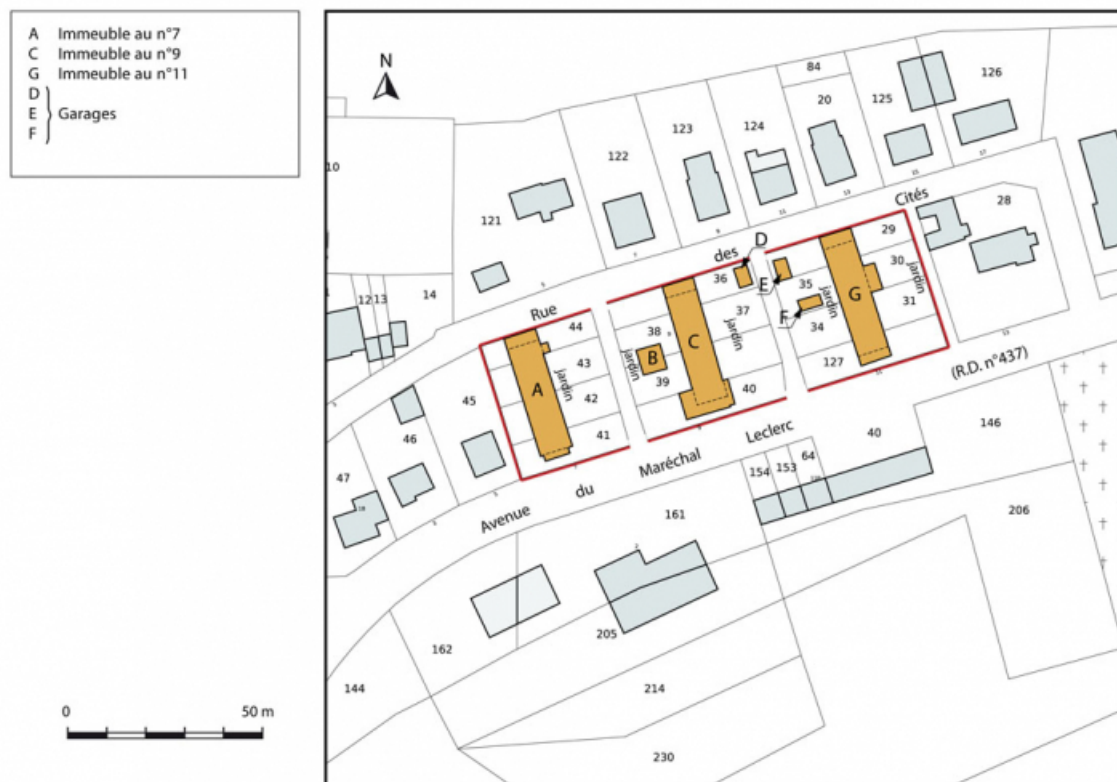 A Immeuble au n°7
C Immeuble au n°9
G Immeuble au n°11
D
E Garages
F
N
84
126
20
125
124
123
122
10
121
Cités
28
29
D
des
36
30
E
35
G
14
12
13
Rue
44
37
jardin
31
F
jardin
34
38
jardin
C
43
B
jardin
A
jardin
39
127
(R.D. n°437)
45
42
40
46
41
Leclerc
40
146
47
Maréchal
64
153
154
du
Avenue
161
206
205
162
144
214
230
0 50 m